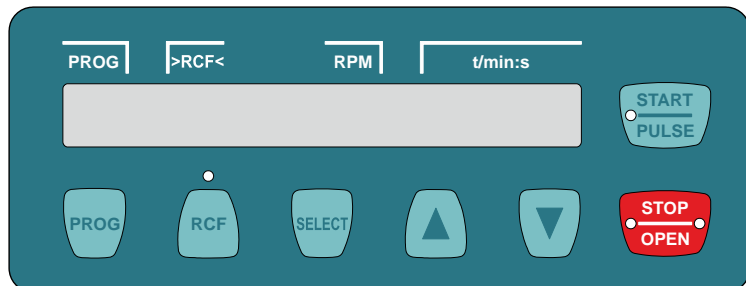 PROG >RCF< RPM t/min:s
START
PULSE
PROG RCF SELECT
STOP
OPEN